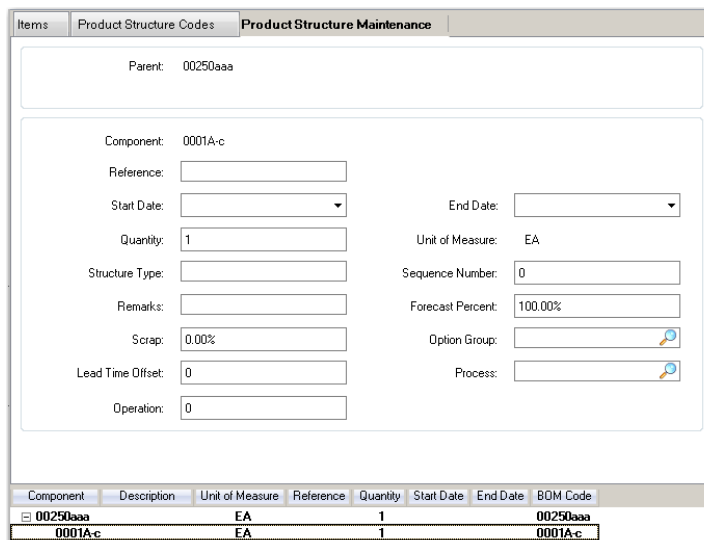 Items Product Structure Codes Product Structure Maintenance
Parent: 00250aaa
Component: 0001A-c
Reference:
Start Date: End Date:
Quantity: 1 Unit of Measure: EA
Structure Type: Sequence Number: 0
Remarks: Forecast Percent: 100.00%
Scrap: 0.00% Option Group:
Lead Time Offset: 0 Process:
Operation: 0
Component Description Unit of Measure Reference Quantity Start Date End Date BOM Code
00250aaa EA 1 00250aaa
0001A-c EA 1 0001A-c